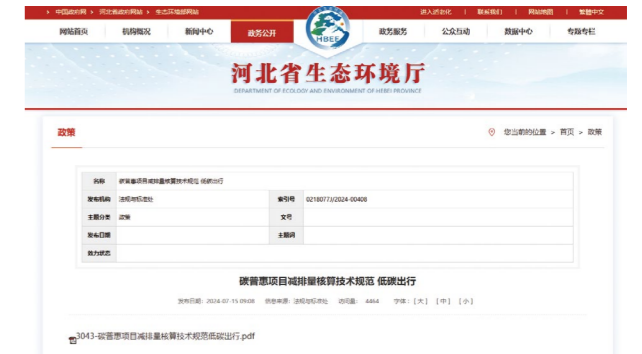 中国政府网 河北省政府网站 生态环境部网站 进入适老化 | 联系我们 | 网站地图 | 繁體中文
网站首页 机构概况 新闻中心 政务公开 HBEE 政务服务 公众互动 数据中心 专题专栏
河北省生态环境厅
DEPARTMENT OF ECOLOGY AND ENVIRONMENT OF HEBEI PROVINCE
政策 您当前的位置 > 首页 > 政策
名称 碳普惠项目减排量核算技术规范 低碳出行
发布机构 法规与标准处 索引号 0218077J/2024-00408
主题分类 政策 文号
发布日期 主题词
效力状态
碳普惠项目减排量核算技术规范 低碳出行
发布日期: 2024-07-15 09:08 信息来源: 法规与标准处 访问量: 4464 字体: [大] [中] [小]
3043-碳普惠项目减排量核算技术规范低碳出行.pdf